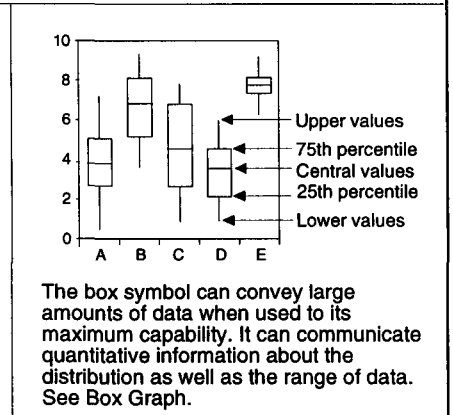 10
8
6
4
2
0
A B C D E
Upper values
75th percentile
Central values
25th percentile
Lower values
The box symbol can convey large
amounts of data when used to its
maximum capability. It can communicate
quantitative information about the
distribution as well as the range of data.
See Box Graph.